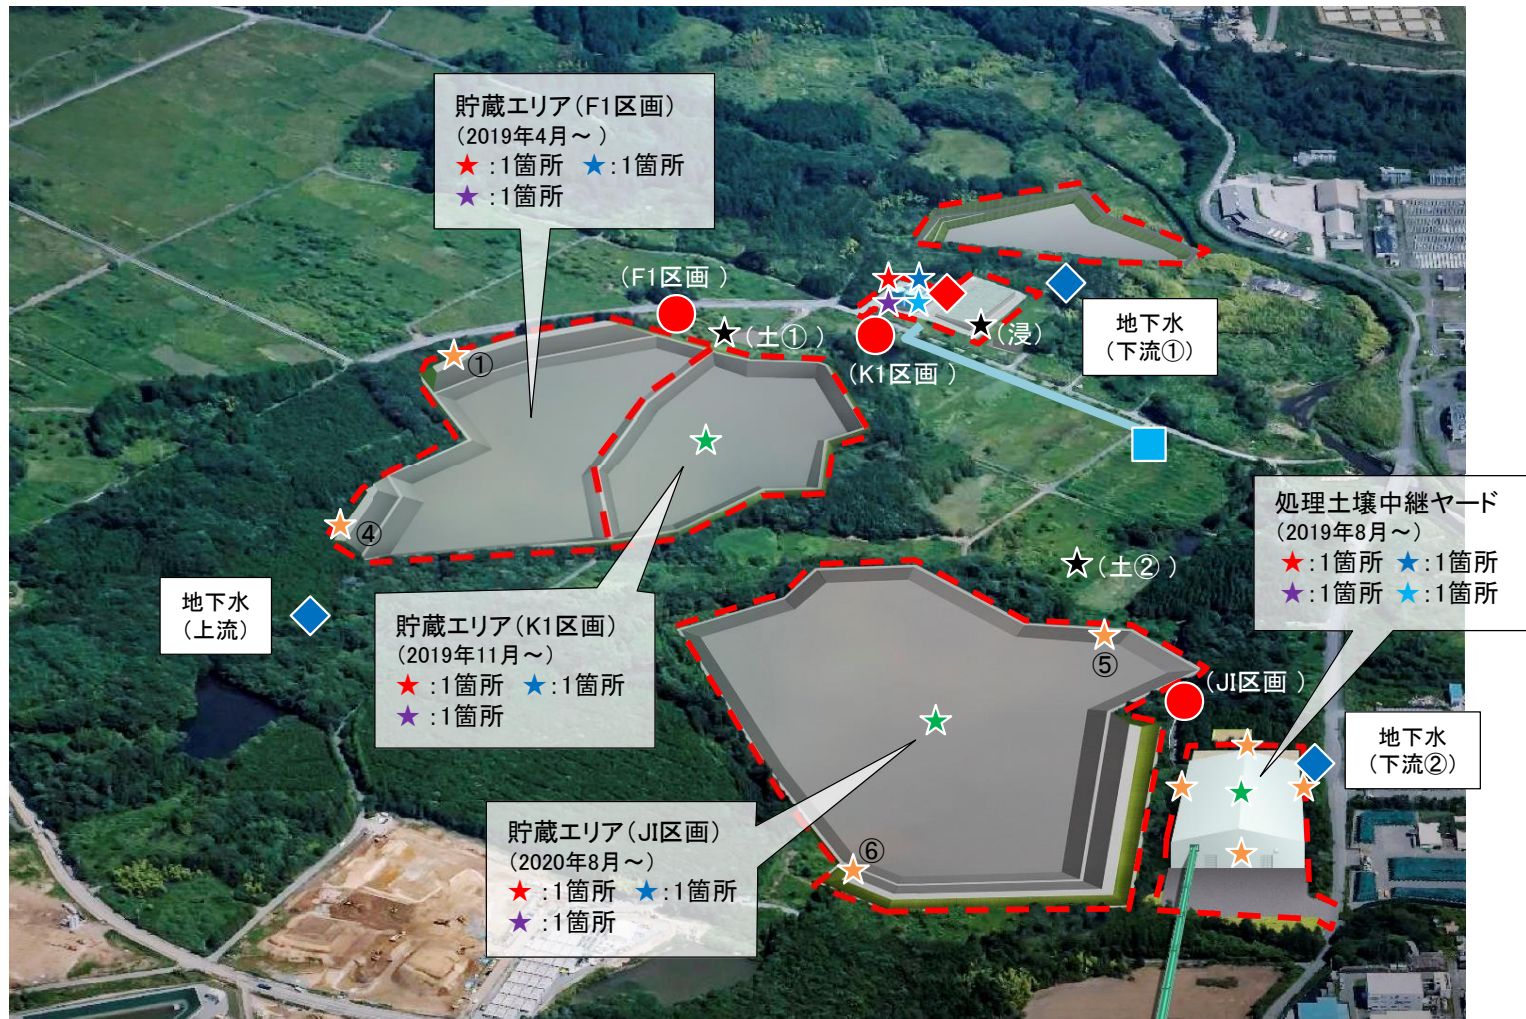 貯蔵エリア（F1区画）
（2019年4月～ ）
★ ：1箇所 ★ ：1箇所
★ ：1箇所
（F1区画 ）
（土① ）
①
④
（K1区画 ）
（浸）
地下水
（下流①）
処理土壌中継ヤード
（2019年8月～）
★：1箇所 ★：1箇所
★：1箇所 ★：1箇所
（土② ）
地下水
（上流）
貯蔵エリア（K1区画）
（2019年11月～）
★ ：1箇所 ★ ：1箇所
★ ：1箇所
⑤
（JI区画 ）
地下水
（下流②）
貯蔵エリア（JI区画）
（2020年8月～）
★ ：1箇所 ★ ：1箇所
★ ：1箇所
⑥